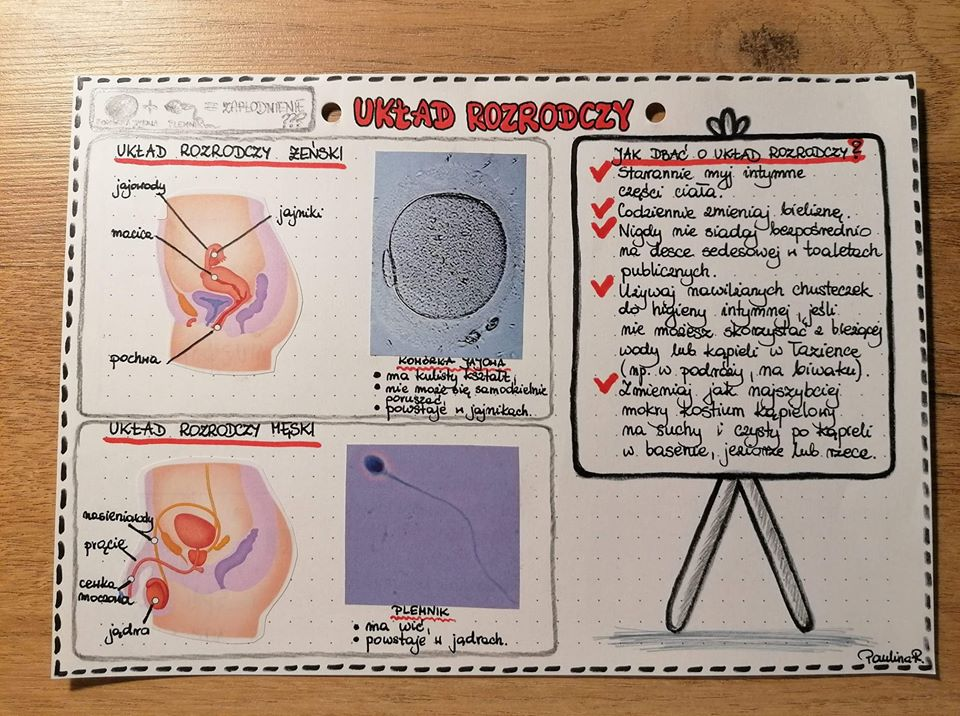 + = ZAPŁODNIENIE
???
KOMÓRKA JAJOWA PLEMNIK
UKŁAD ROZRODCZY
UKŁAD ROZRODCZY ŻEŃSKI
jajowody
jajniki
macica
pochwa
KOMÓRKA JAJOWA
• ma kulisty kształt,
• nie może się samodzielnie
poruszać,
• powstaje w jajnikach.
UKŁAD ROZRODCZY MĘSKI
nasieniowody
prącie
cewka
moczowa
jądra
PLEMNIK
• ma wić,
• powstaje w jądrach.
JAK DBAĆ O UKŁAD ROZRODCZY?
Starannie myj intymne
części ciała.
Codziennie zmieniaj bieliznę.
Nigdy nie siadaj bezpośrednio
na desce sedesowej w toaletach
publicznych.
Używaj nawilżanych chusteczek
do higieny intymnej, jeśli
nie możesz skorzystać z bieżącej
wody lub kąpieli w łazience
(np. w podróży, na biwaku).
Zmieniaj jak najszybciej
mokry kostium kąpielowy
na suchy i czysty po kąpieli
w basenie, jeziorze lub rzece.
PaulinaR.